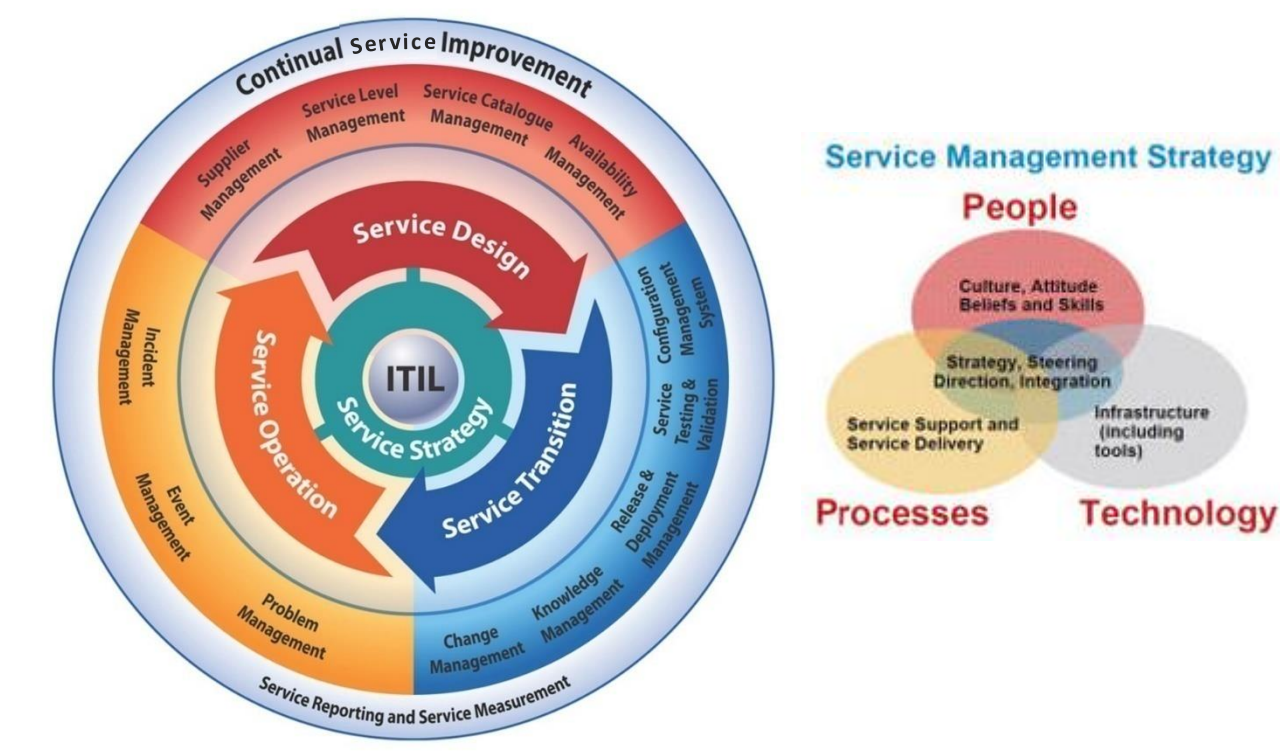 Continual Service Improvement
Supplier
Management
Service Level
Management
Service Catalogue
Management
Availability
Management
Configuration
Management
System
Service
Testing &
Validation
Release &
Deployment
Management
Knowledge
Management
Change
Management
Problem
Management
Event
Management
Incident
Management
Service Design
Service Transition
Service Operation
Service Strategy
ITIL
Service Reporting and Service Measurement
Service Management Strategy
People
Culture, Attitude
Beliefs and Skills
Strategy, Steering
Direction, Integration
Service Support and
Service Delivery
Infrastructure
(including
tools)
Processes
Technology